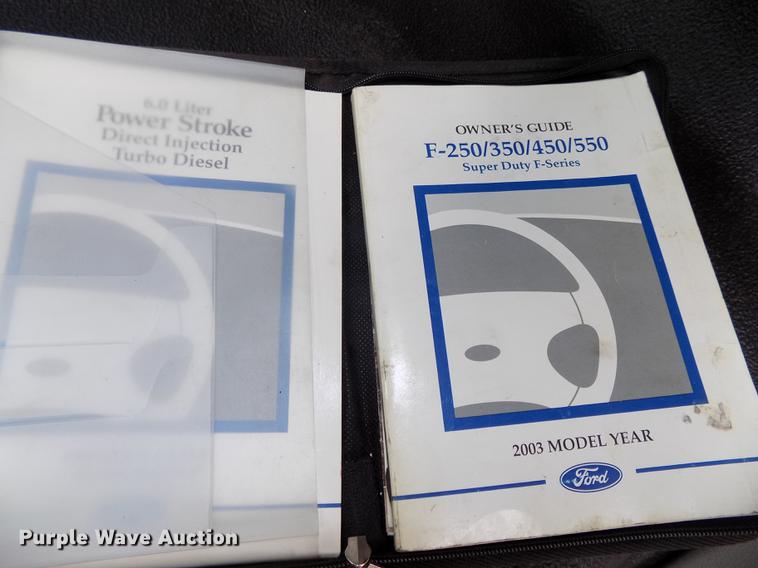 6.0 Liter
Power Stroke
Direct Injection
Turbo Diesel
OWNER'S GUIDE
F-250/350/450/550
Super Duty F-Series
2003 MODEL YEAR
Ford
Purple Wave Auction